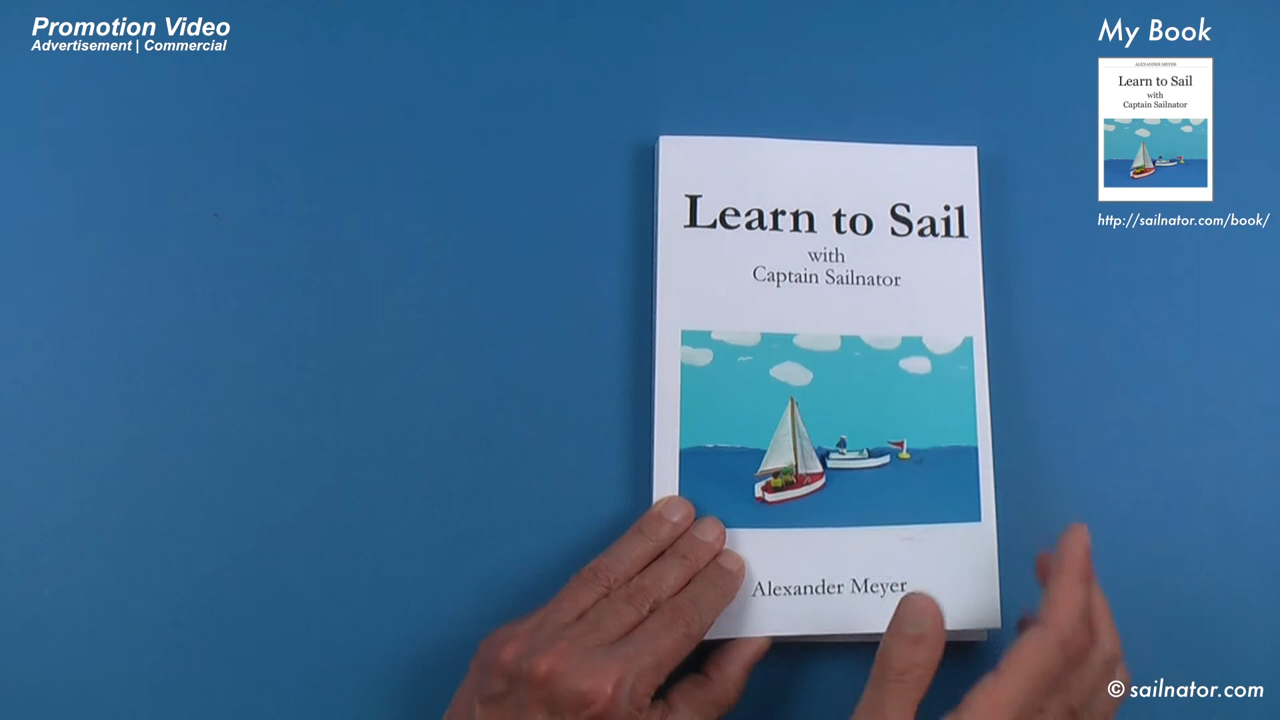 Promotion Video
Advertisement | Commercial
My Book
ALEXANDER MEYER
Learn to Sail
with
Captain Sailnator
http://sailnator.com/book/
Learn to Sail
with
Captain Sailnator
Alexander Meyer
© sailnator.com